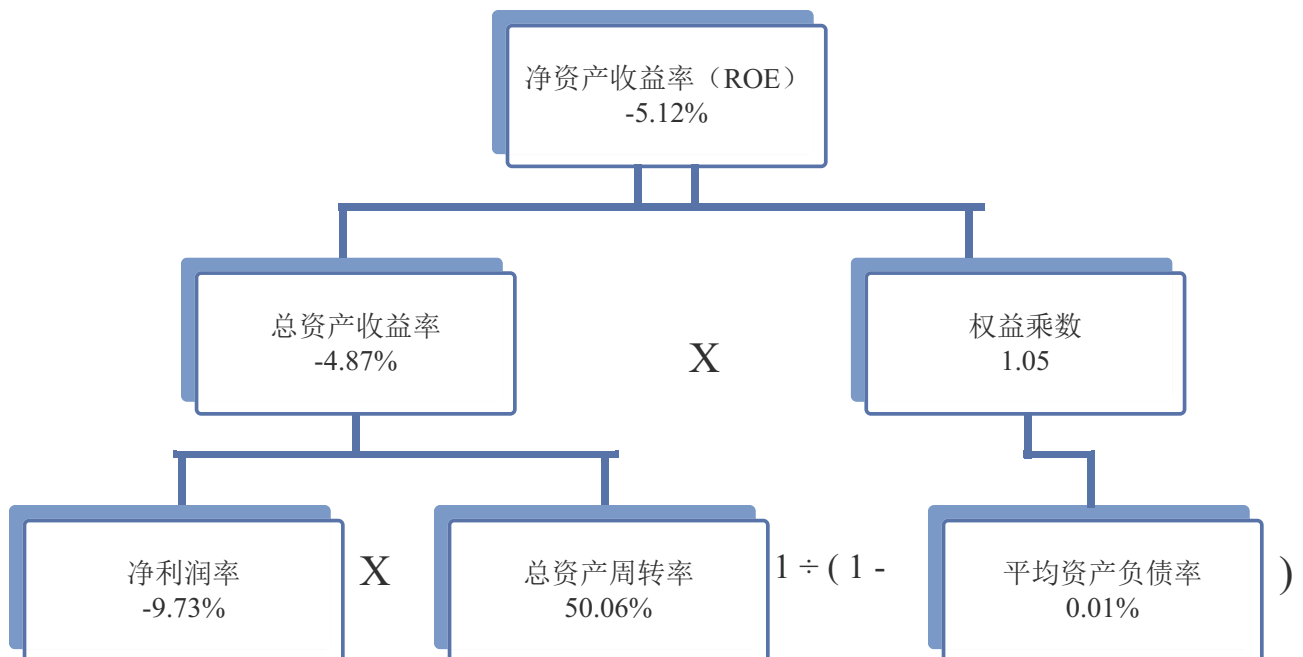 净资产收益率（ROE）
-5.12%
总资产收益率
-4.87%
X
权益乘数
1.05
净利润率
-9.73%
X
总资产周转率
50.06%
1 ÷ ( 1 -
平均资产负债率
0.01%
)